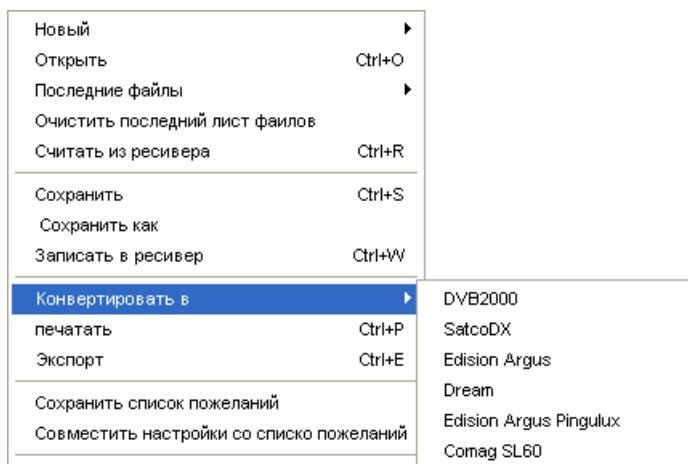 Новый
Открыть Ctrl+O
Последние файлы
Очистить последний лист фаилов
Считать из ресивера Ctrl+R
Сохранить Ctrl+S
Сохранить как
Записать в ресивер Ctrl+W
Конвертировать в
DVB2000
печатать Ctrl+P
SatcoDX
Экспорт Ctrl+E
Edision Argus
Dream
Сохранить список пожеланий
Edision Argus Pingulux
Совместить настройки со списко пожеланий
Comag SL60